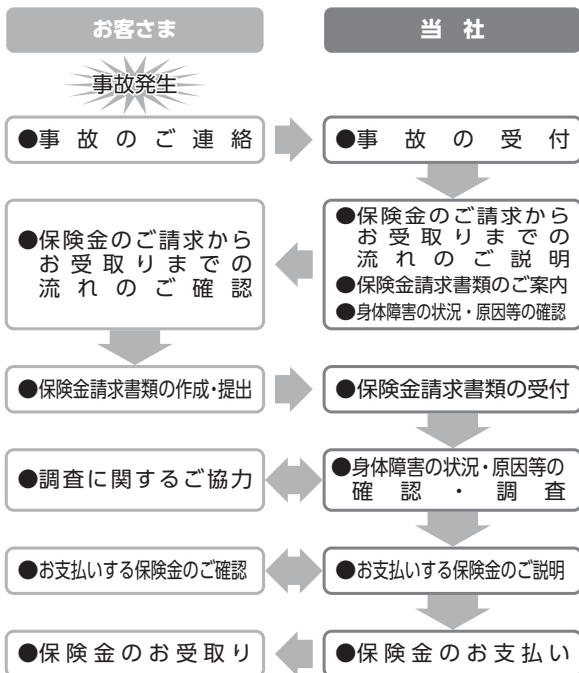 お客さま
当社
事故発生
●事故のご連絡
●事故の受付
●保険金のご請求から
お受取りまでの
流れのご説明
●保険金請求書類のご案内
●身体障害の状況・原因等の確認
●保険金のご請求から
お受取りまでの
流れのご確認
●保険金請求書類の作成・提出
●保険金請求書類の受付
●調査に関するご協力
●身体障害の状況・原因等の
確認・調査
●お支払いする保険金のご確認
●お支払いする保険金のご説明
●保険金のお受取り
●保険金のお支払い